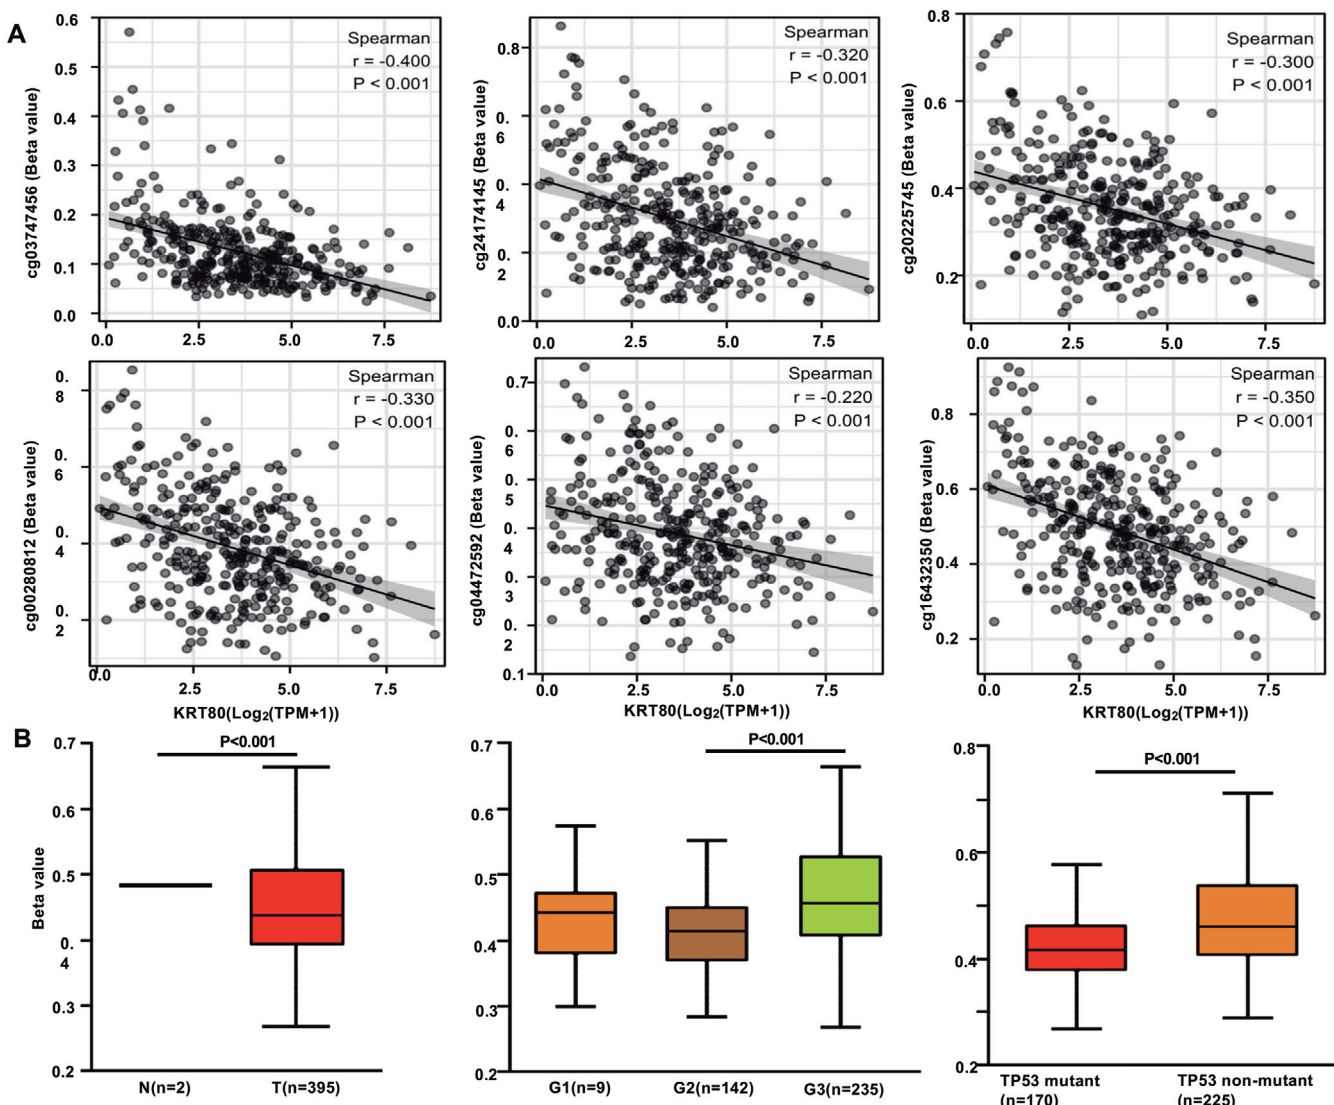 A
cg03747456 (Beta value)
0.6
0.5
0.4
0.3
0.2
0.1
0.0
Spearman
r = -0.400
P < 0.001
0.0 2.5 5.0 7.5
cg24174145 (Beta value)
0.8
0.
6
0.
4
0.
2
0.0
Spearman
r = -0.320
P < 0.001
0.0 2.5 5.0 7.5
cg20225745 (Beta value)
0.8
0.6
0.4
0.2
Spearman
r = -0.300
P < 0.001
0.0 2.5 5.0 7.5
cg00280812 (Beta value)
0.
8
0.
6
0.
4
0.
2
Spearman
r = -0.330
P < 0.001
0.0 2.5 5.0 7.5
KRT80(Log₂(TPM+1))
cg04472592 (Beta value)
0.7
0.
6
0.
5
0.
4
0.
3
0.
2
0.1
Spearman
r = -0.220
P < 0.001
0.0 2.5 5.0 7.5
KRT80(Log₂(TPM+1))
cg16432350 (Beta value)
0.8
0.6
0.4
0.2
Spearman
r = -0.350
P < 0.001
0.0 2.5 5.0 7.5
KRT80(Log₂(TPM+1))
B
Beta value
0.7
0.6
0.5
0.
4
0.3
0.2
P<0.001
N(n=2) T(n=395)
0.7
0.6
0.5
0.4
0.3
0.2
P<0.001
G1(n=9) G2(n=142) G3(n=235)
0.8
0.6
0.4
0.2
P<0.001
TP53 mutant TP53 non-mutant
(n=170) (n=225)